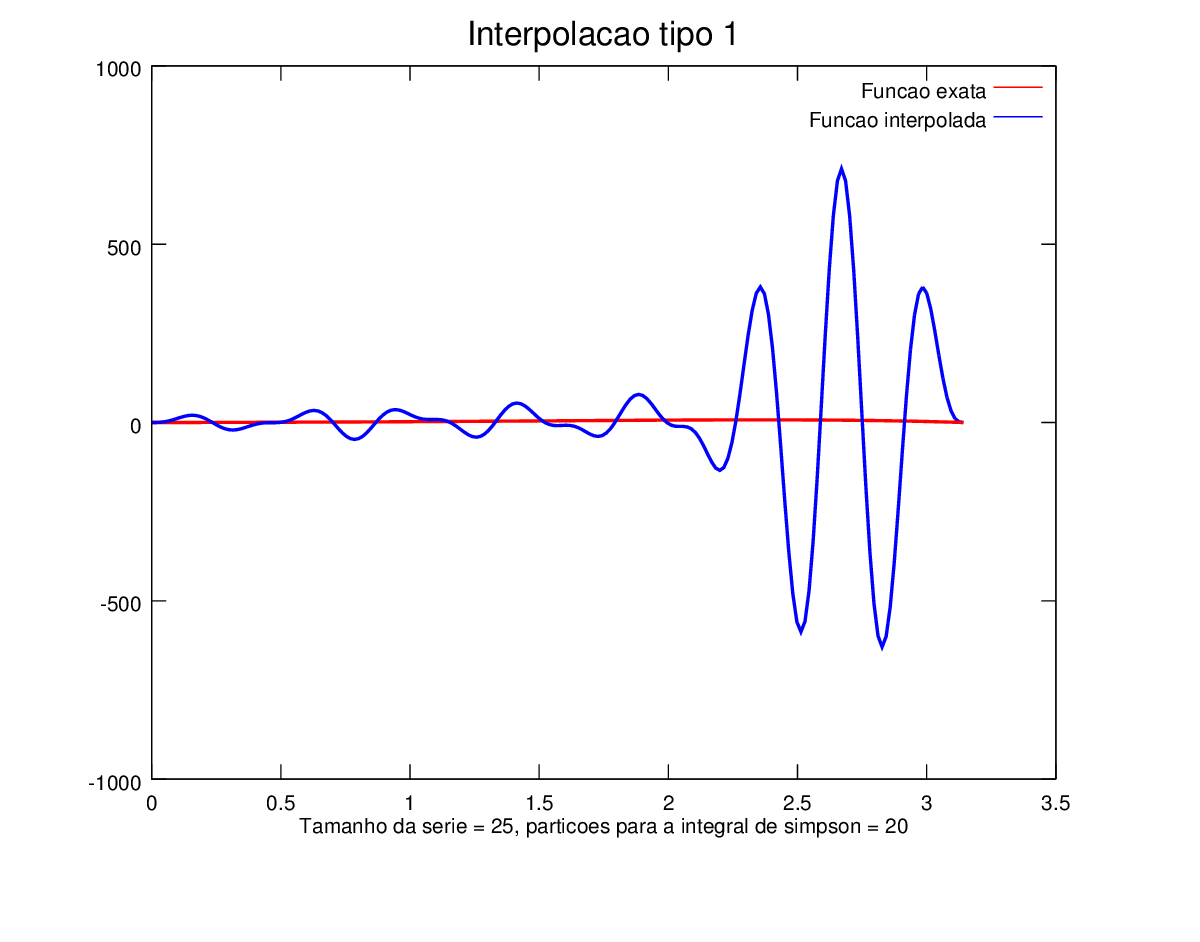 Interpolacao tipo 1
1000
Funcao exata
Funcao interpolada
500
0
-500
-1000
0 0.5 1 1.5 2 2.5 3 3.5
Tamanho da serie = 25, particoes para a integral de simpson = 20